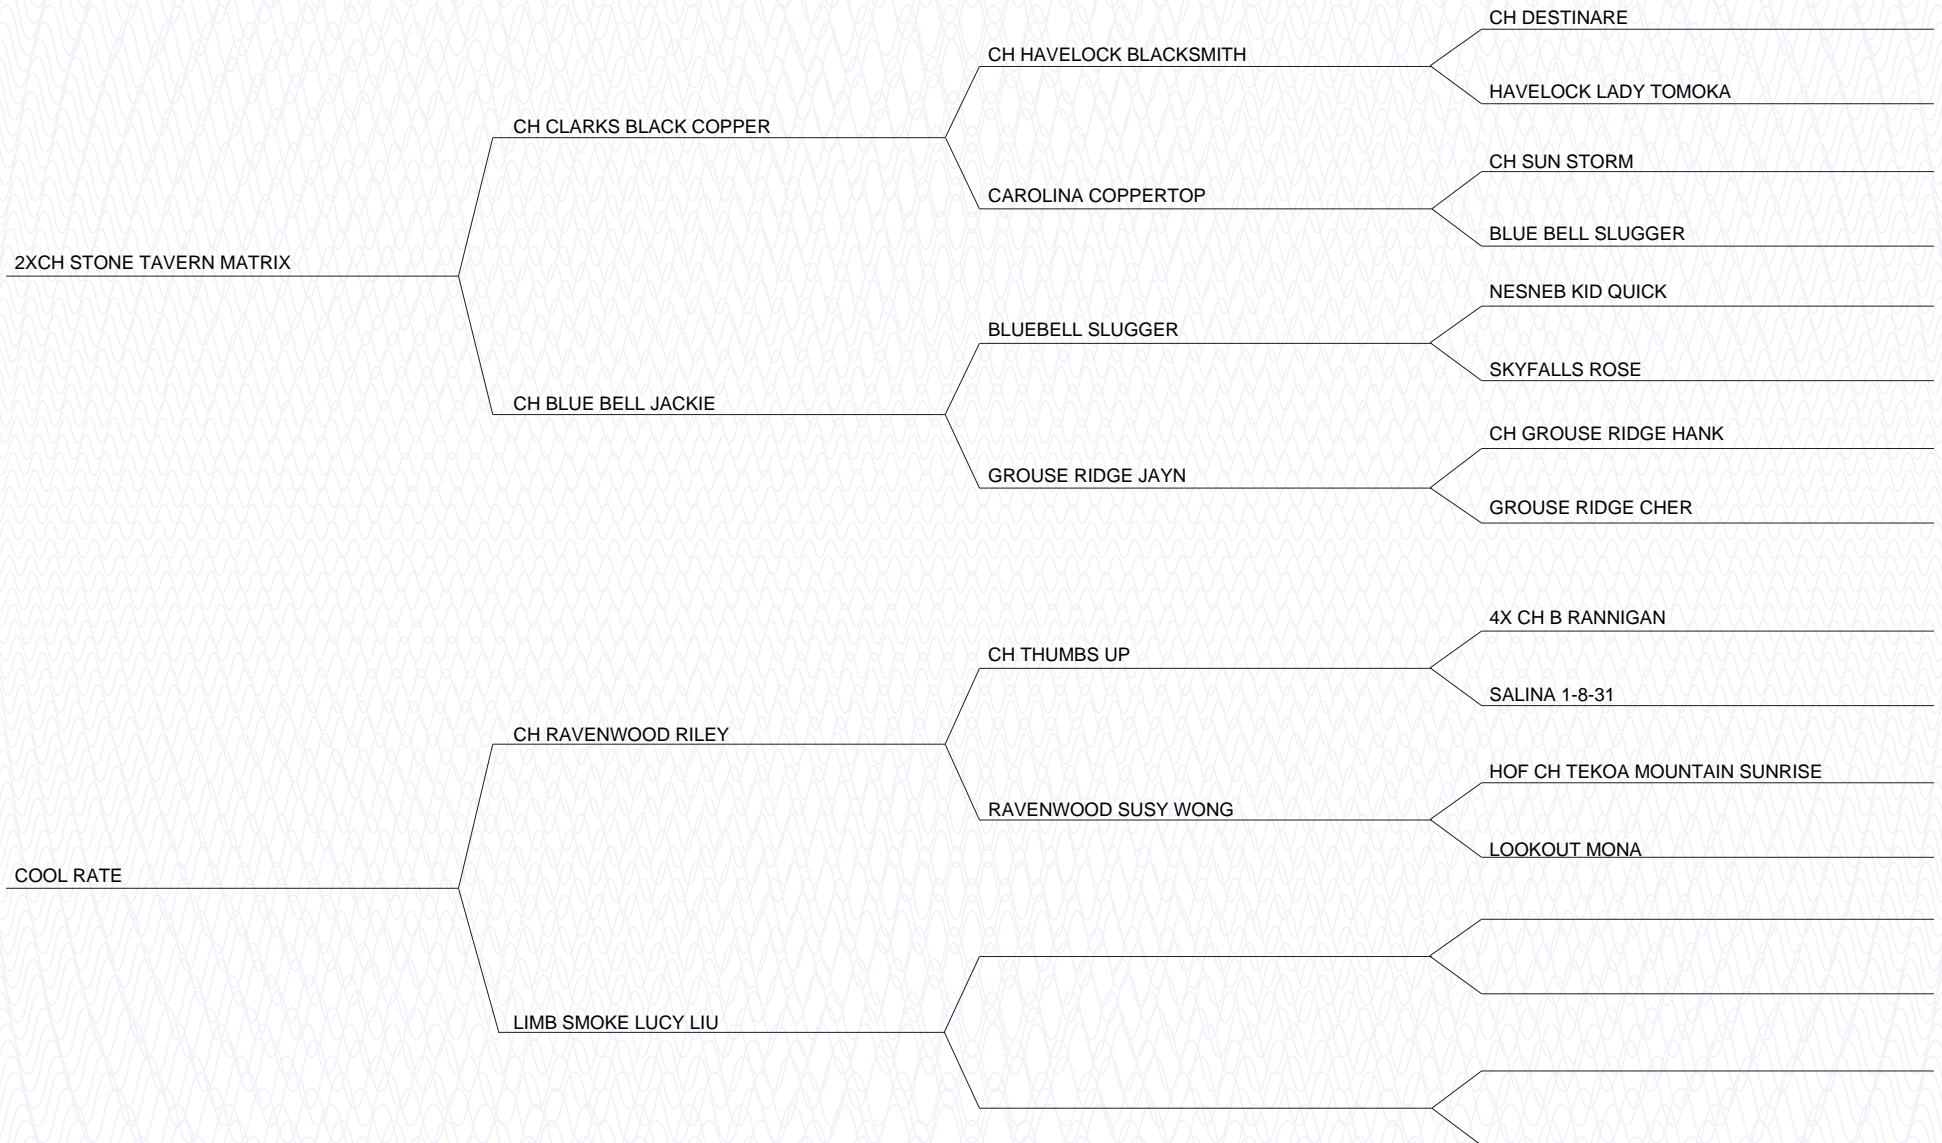 CH DESTINARE
CH HAVELOCK BLACKSMITH
HAVELOCK LADY TOMOKA
CH CLARKS BLACK COPPER
CH SUN STORM
CAROLINA COPPERTOP
BLUE BELL SLUGGER
2XCH STONE TAVERN MATRIX
NESNEB KID QUICK
BLUEBELL SLUGGER
SKYFALLS ROSE
CH BLUE BELL JACKIE
CH GROUSE RIDGE HANK
GROUSE RIDGE JAYN
GROUSE RIDGE CHER
4X CH B RANNIGAN
CH THUMBS UP
SALINA 1-8-31
CH RAVENWOOD RILEY
HOF CH TEKOA MOUNTAIN SUNRISE
RAVENWOOD SUSY WONG
LOOKOUT MONA
COOL RATE
LIMB SMOKE LUCY LIU